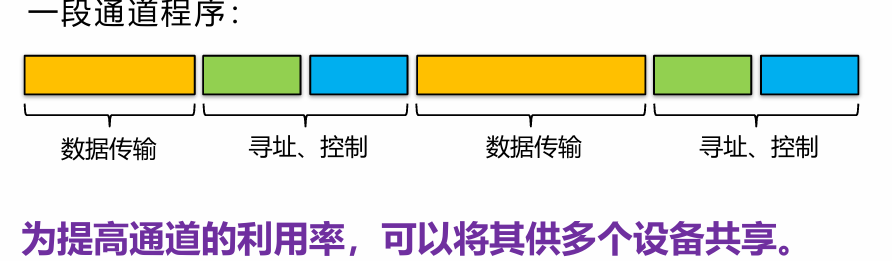 一段通道程序：
数据传输 寻址、控制 数据传输 寻址、控制
为提高通道的利用率，可以将其供多个设备共享。